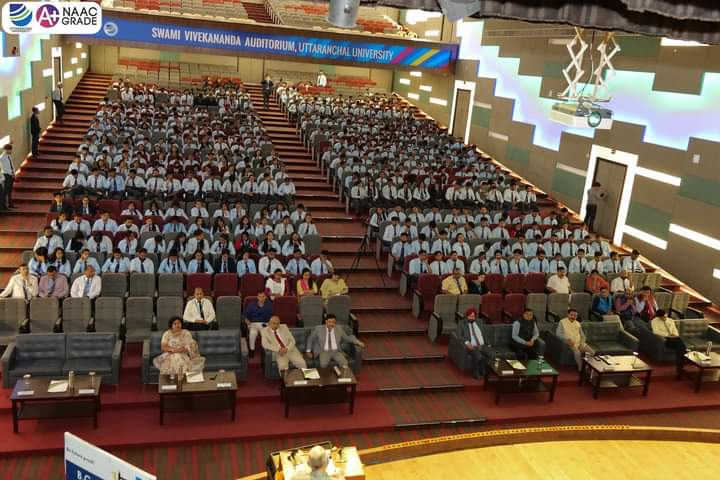 A+ NAAC
GRADE
SWAMI VIVEKANANDA AUDITORIUM, UTTARANCHAL UNIVERSITY